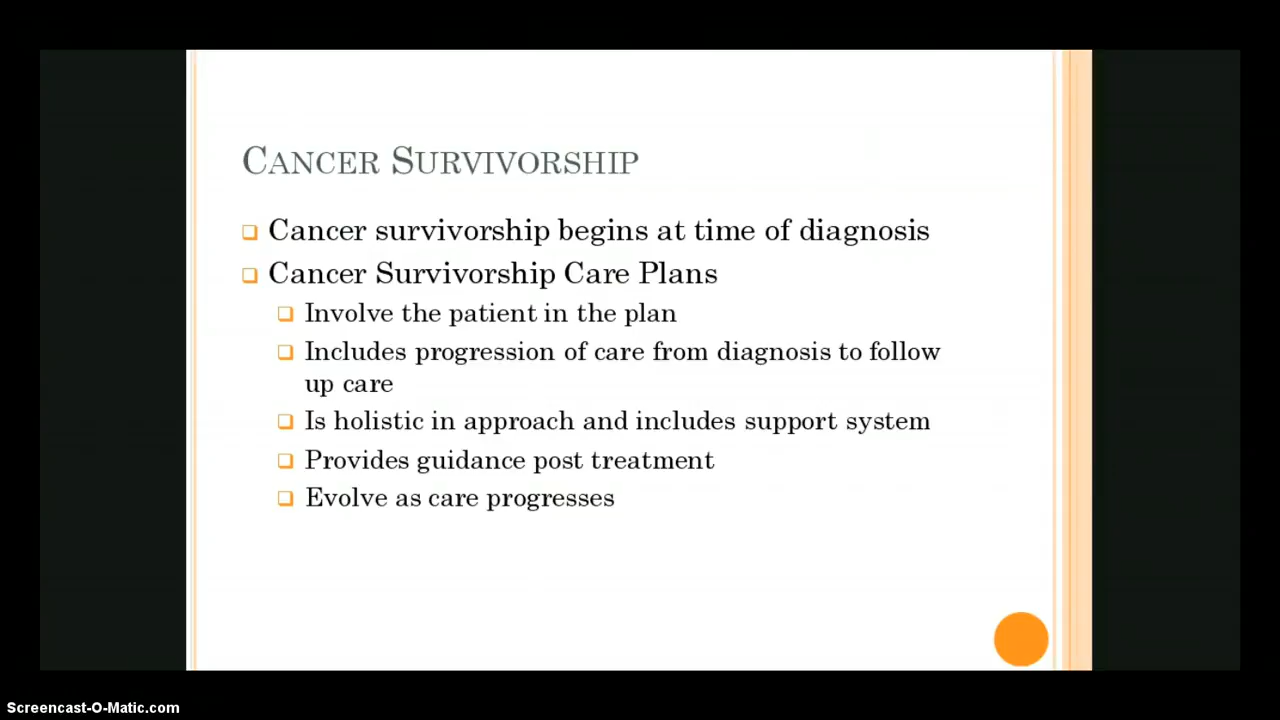 CANCER SURVIVORSHIP
Cancer survivorship begins at time of diagnosis
Cancer Survivorship Care Plans
Involve the patient in the plan
Includes progression of care from diagnosis to follow
up care
Is holistic in approach and includes support system
Provides guidance post treatment
Evolve as care progresses
Screencast-O-Matic.com